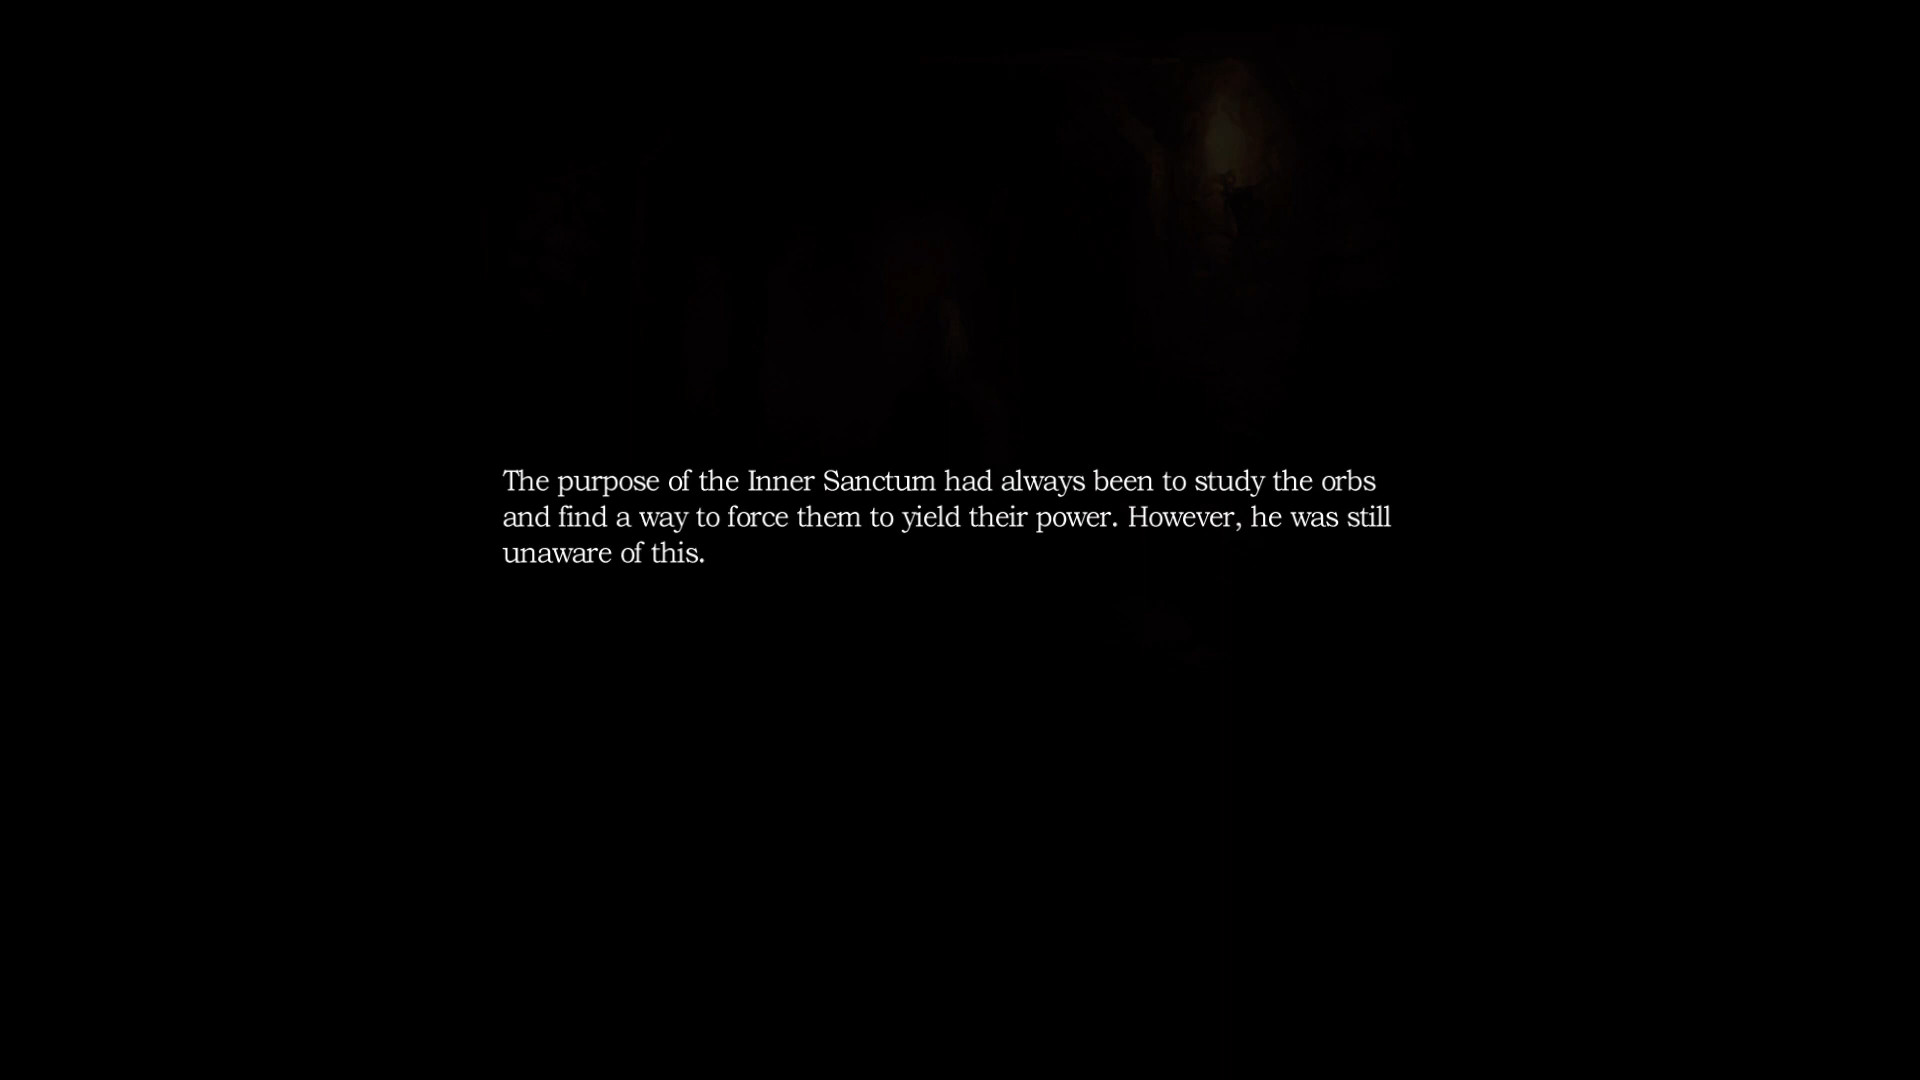 The purpose of the Inner Sanctum had always been to study the orbs
and find a way to force them to yield their power. However, he was still
unaware of this.